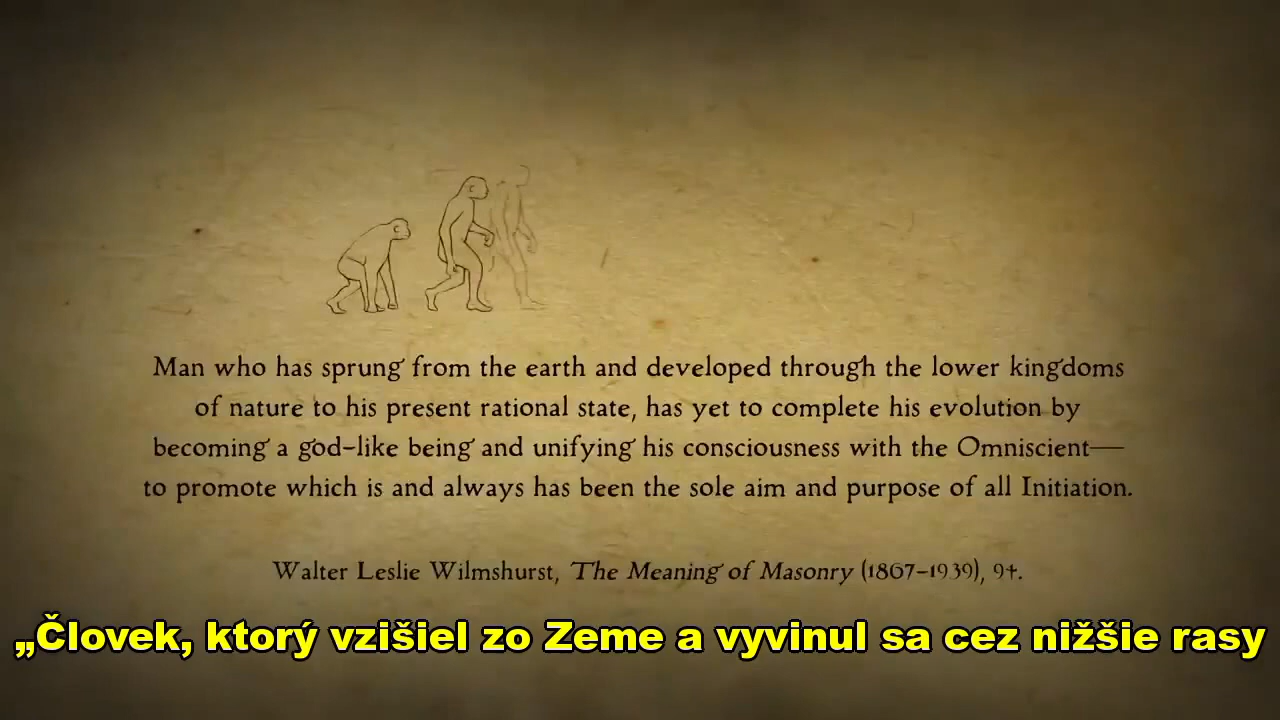 Man who has sprung from the earth and developed through the lower kingdoms
of nature to his present rational state, has yet to complete his evolution by
becoming a god-like being and unifying his consciousness with the Omniscient—
to promote which is and always has been the sole aim and purpose of all Initiation.
Walter Leslie Wilmshurst, The Meaning of Masonry (1867–1939), 94.
„Človek, ktorý vzišiel zo Zeme a vyvinul sa cez nižšie rasy